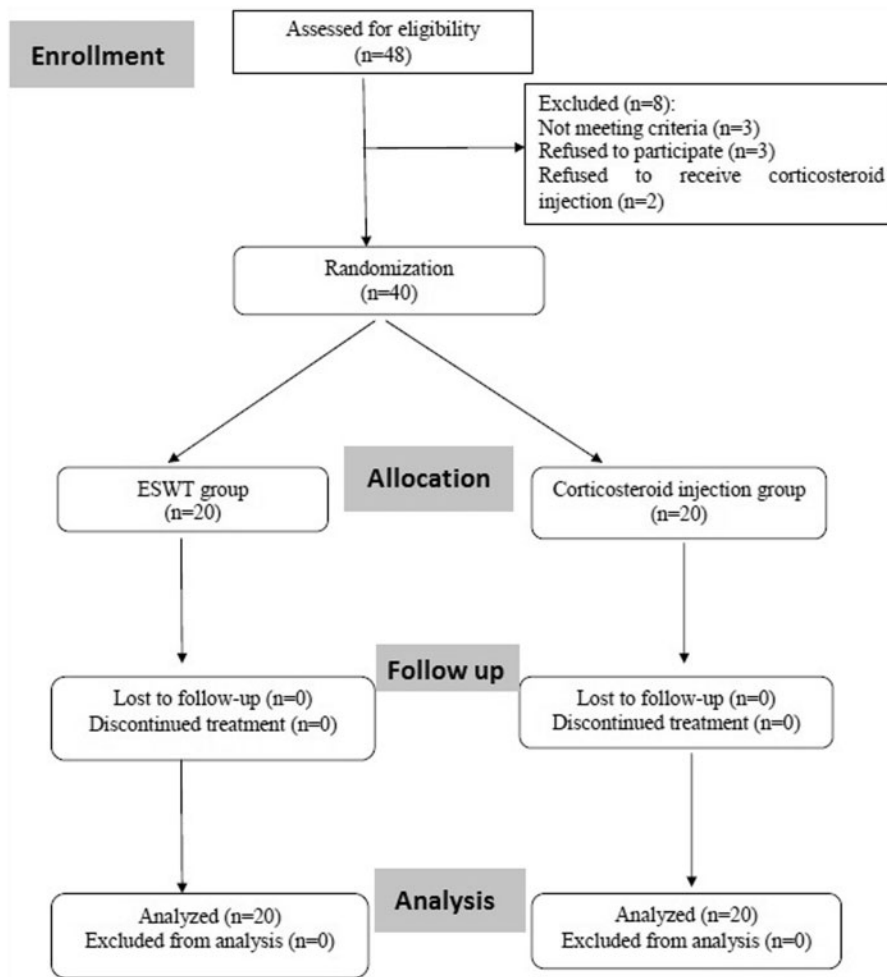 Enrollment
Assessed for eligibility
(n=48)
Excluded (n=8):
Not meeting criteria (n=3)
Refused to participate (n=3)
Refused to receive corticosteroid
injection (n=2)
Randomization
(n=40)
Allocation
ESWT group
(n=20)
Corticosteroid injection group
(n=20)
Follow up
Lost to follow-up (n=0)
Discontinued treatment (n=0)
Lost to follow-up (n=0)
Discontinued treatment (n=0)
Analysis
Analyzed (n=20)
Excluded from analysis (n=0)
Analyzed (n=20)
Excluded from analysis (n=0)